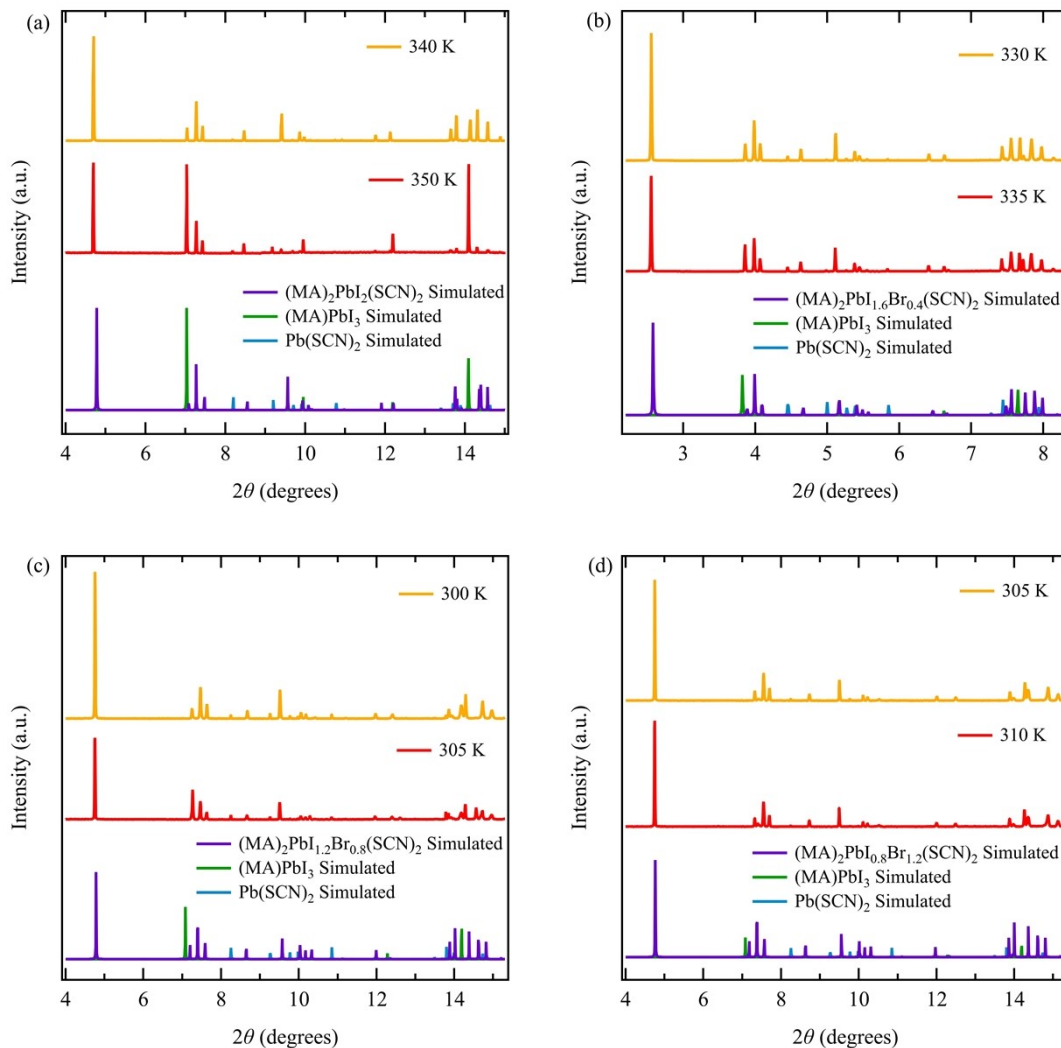 (a)
340 K
350 K
(MA)₂PbI₂(SCN)₂ Simulated
(MA)PbI₃ Simulated
Pb(SCN)₂ Simulated
Intensity (a.u.)
4 6 8 10 12 14
2θ (degrees)
(b)
330 K
335 K
(MA)₂PbI₁.₆Br₀.₄(SCN)₂ Simulated
(MA)PbI₃ Simulated
Pb(SCN)₂ Simulated
Intensity (a.u.)
3 4 5 6 7 8
2θ (degrees)
(c)
300 K
305 K
(MA)₂PbI₁.₂Br₀.₈(SCN)₂ Simulated
(MA)PbI₃ Simulated
Pb(SCN)₂ Simulated
Intensity (a.u.)
4 6 8 10 12 14
2θ (degrees)
(d)
305 K
310 K
(MA)₂PbI₀.₈Br₁.₂(SCN)₂ Simulated
(MA)PbI₃ Simulated
Pb(SCN)₂ Simulated
Intensity (a.u.)
4 6 8 10 12 14
2θ (degrees)